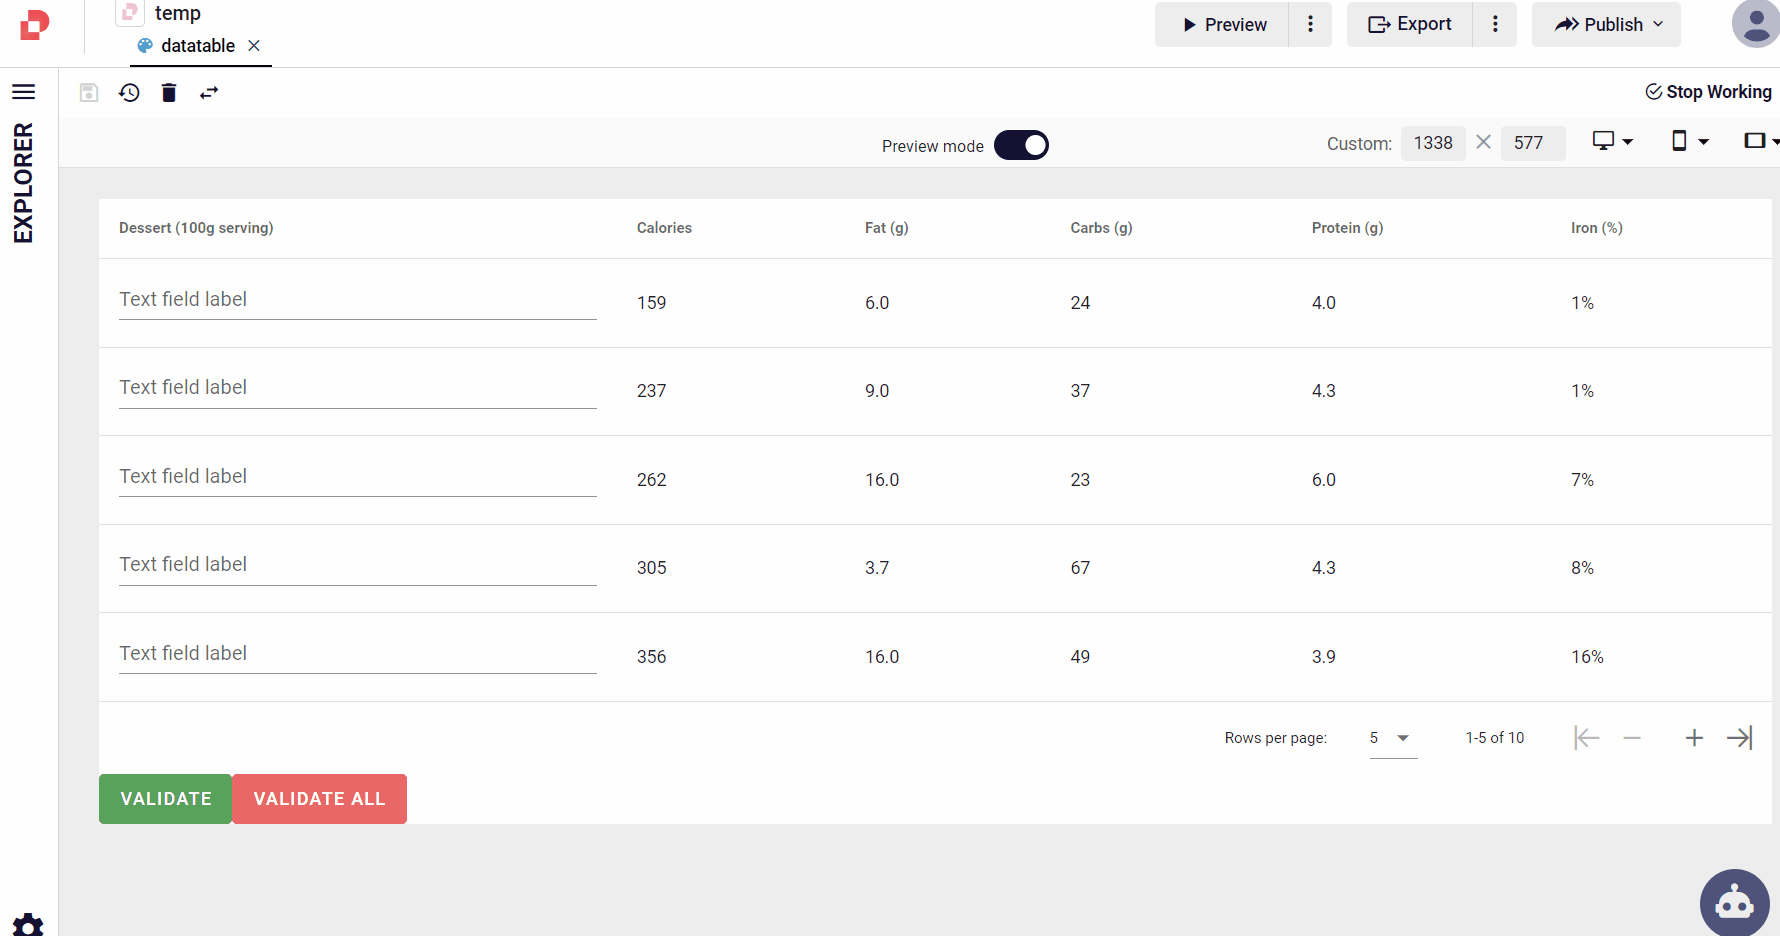 temp
datatable
Preview
Export
Publish
Stop Working
EXPLORER
Preview mode
Custom: 1338 × 577
Dessert (100g serving) Calories Fat (g) Carbs (g) Protein (g) Iron (%)
Text field label 159 6.0 24 4.0 1%
Text field label 237 9.0 37 4.3 1%
Text field label 262 16.0 23 6.0 7%
Text field label 305 3.7 67 4.3 8%
Text field label 356 16.0 49 3.9 16%
Rows per page: 5 1-5 of 10
VALIDATE VALIDATE ALL